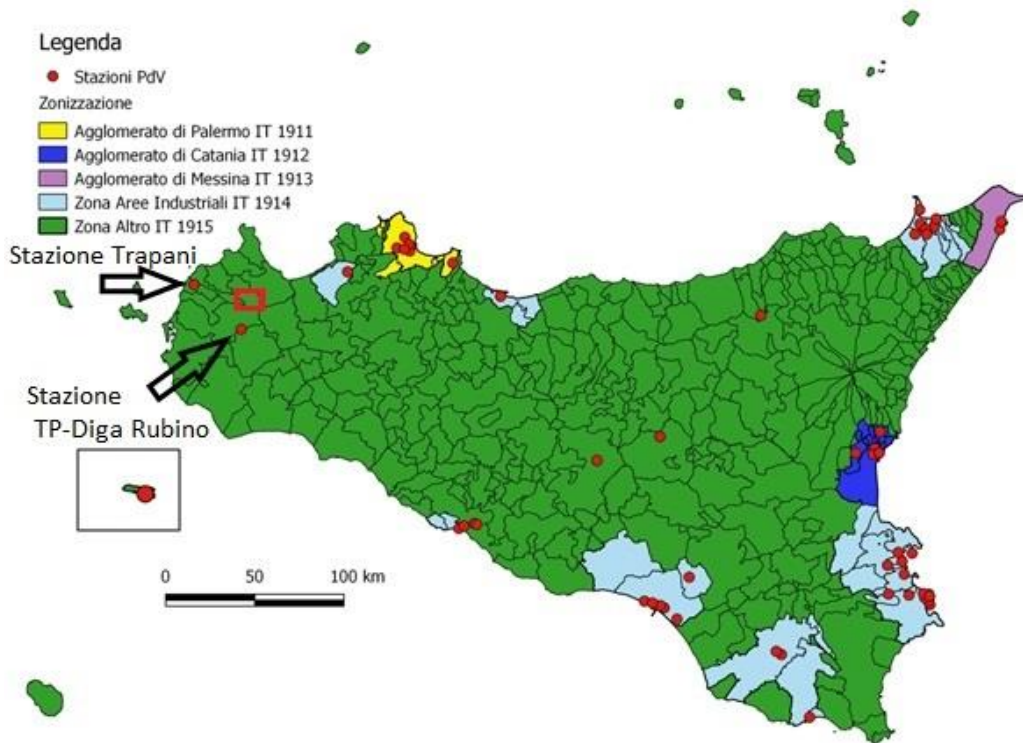 Legenda
Stazioni PdV
Zonizzazione
Agglomerato di Palermo IT 1911
Agglomerato di Catania IT 1912
Agglomerato di Messina IT 1913
Zona Aree Industriali IT 1914
Zona Altro IT 1915
Stazione Trapani
Stazione
TP-Diga Rubino
0 50 100 km